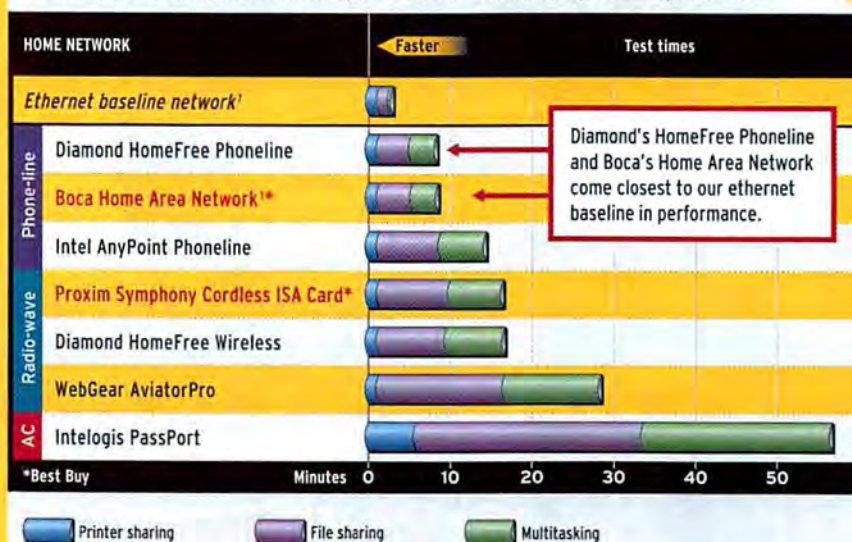 HOME NETWORK
Faster
Test times
Ethernet baseline network¹
Phone-line
Diamond HomeFree Phoneline
Boca Home Area Network¹*
Intel AnyPoint Phoneline
Diamond's HomeFree Phoneline
and Boca's Home Area Network
come closest to our ethernet
baseline in performance.
Radio-wave
Proxim Symphony Cordless ISA Card*
Diamond HomeFree Wireless
WebGear AviatorPro
AC
Intelogis PassPort
*Best Buy Minutes 0 10 20 30 40 50
Printer sharing File sharing Multitasking